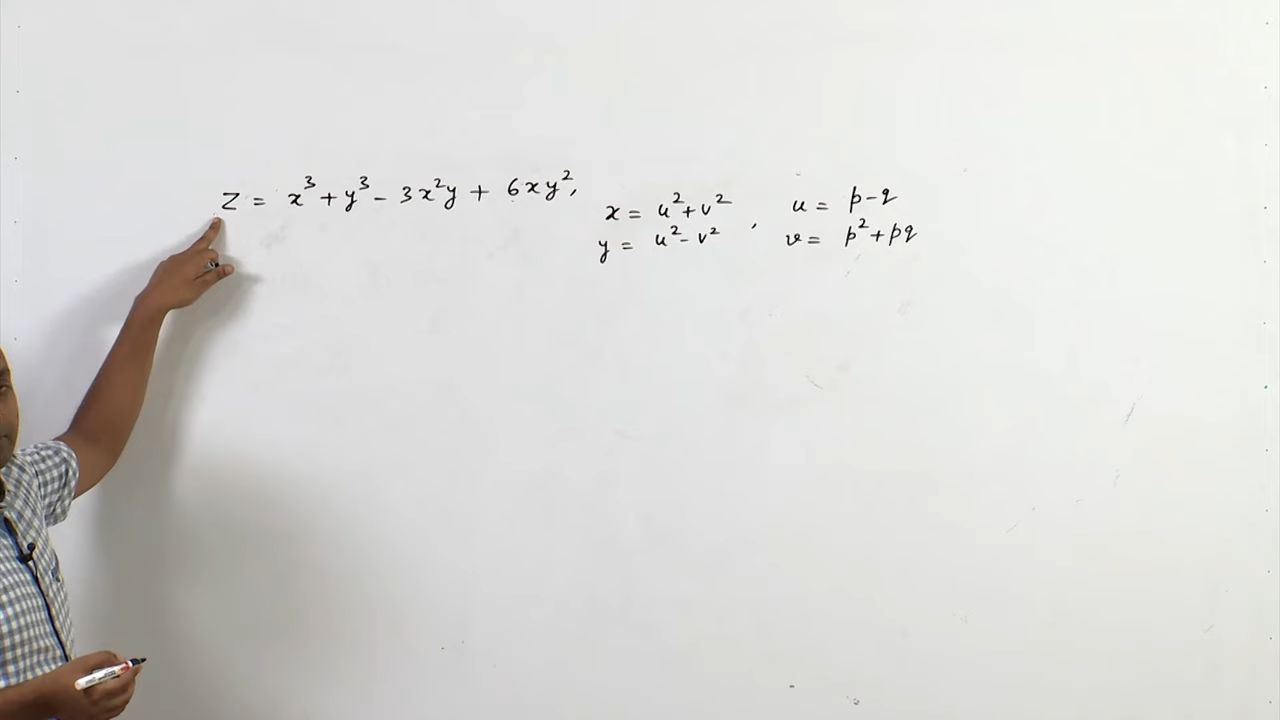 z = x³ + y³ - 3x²y + 6xy²,
x = u² + v²
y = u² - v² ,
u = p - q
v = p² + pq